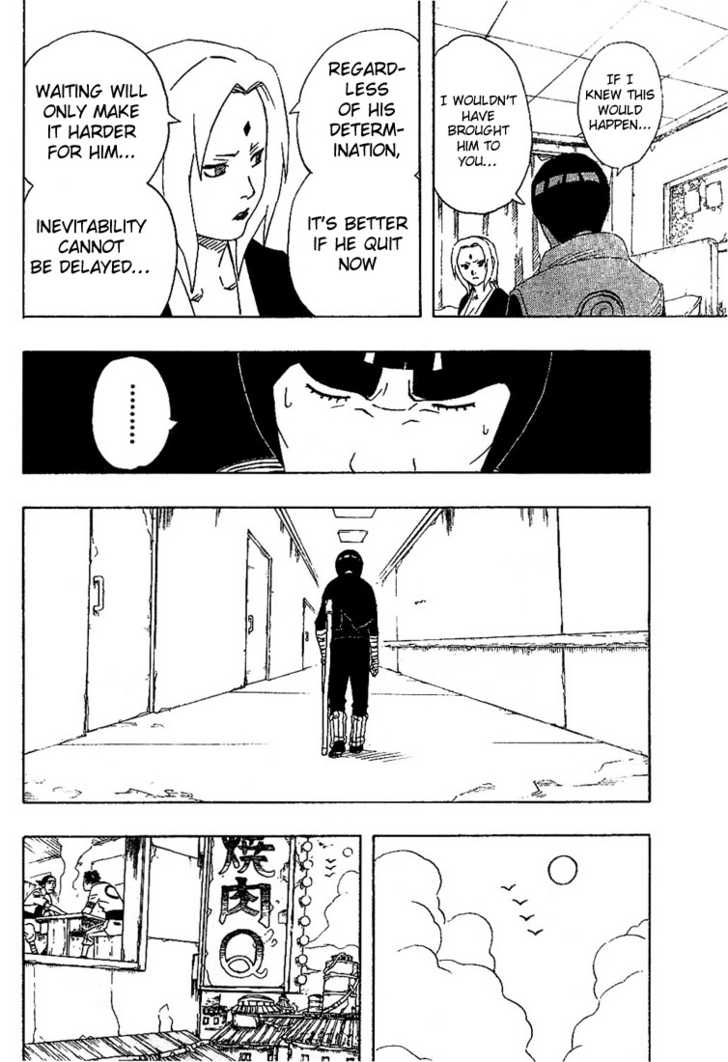 IF I
KNEW THIS
WOULD
HAPPEN...
I WOULDN'T
HAVE
BROUGHT
HIM TO
YOU...
REGARD-
LESS
OF HIS
DETERM-
INATION,
IT'S BETTER
IF HE QUIT
NOW
WAITING WILL
ONLY MAKE
IT HARDER
FOR HIM...
INEVITABILITY
CANNOT
BE DELAYED...
.........
焼肉Q